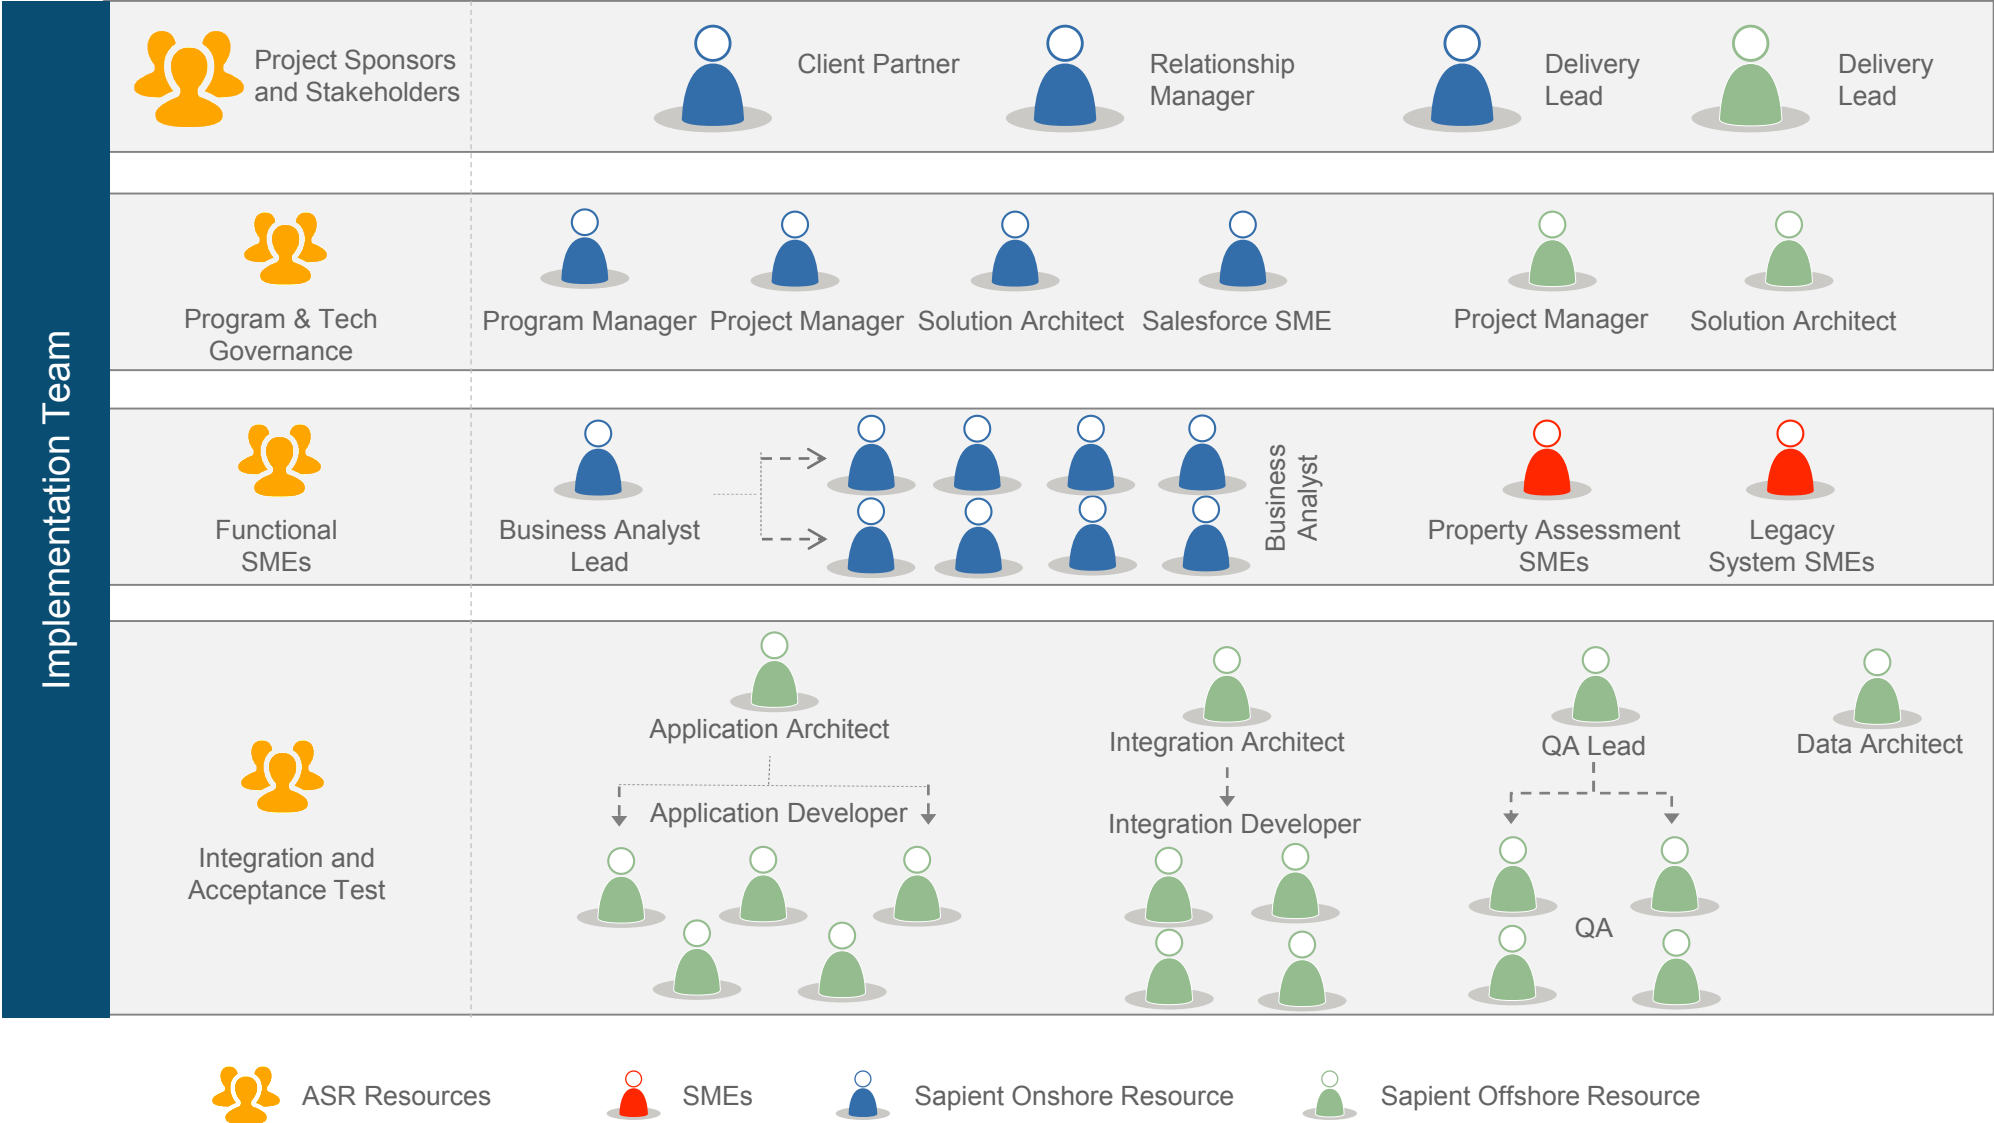 Implementation Team
Project Sponsors
and Stakeholders
Client Partner
Relationship
Manager
Delivery
Lead
Delivery
Lead
Program & Tech
Governance
Program Manager
Project Manager
Solution Architect
Salesforce SME
Project Manager
Solution Architect
Functional
SMEs
Business Analyst
Lead
Business
Analyst
Property Assessment
SMEs
Legacy
System SMEs
Integration and
Acceptance Test
Application Architect
Application Developer
Integration Architect
Integration Developer
QA Lead
QA
Data Architect
ASR Resources
SMEs
Sapient Onshore Resource
Sapient Offshore Resource